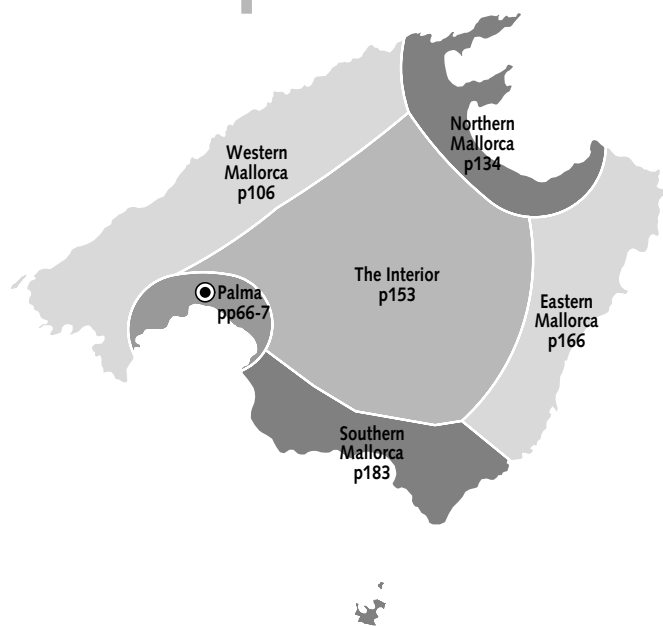 Northern
Mallorca
p134
Western
Mallorca
p106
The Interior
p153
Palma
pp66-7
Eastern
Mallorca
p166
Southern
Mallorca
p183